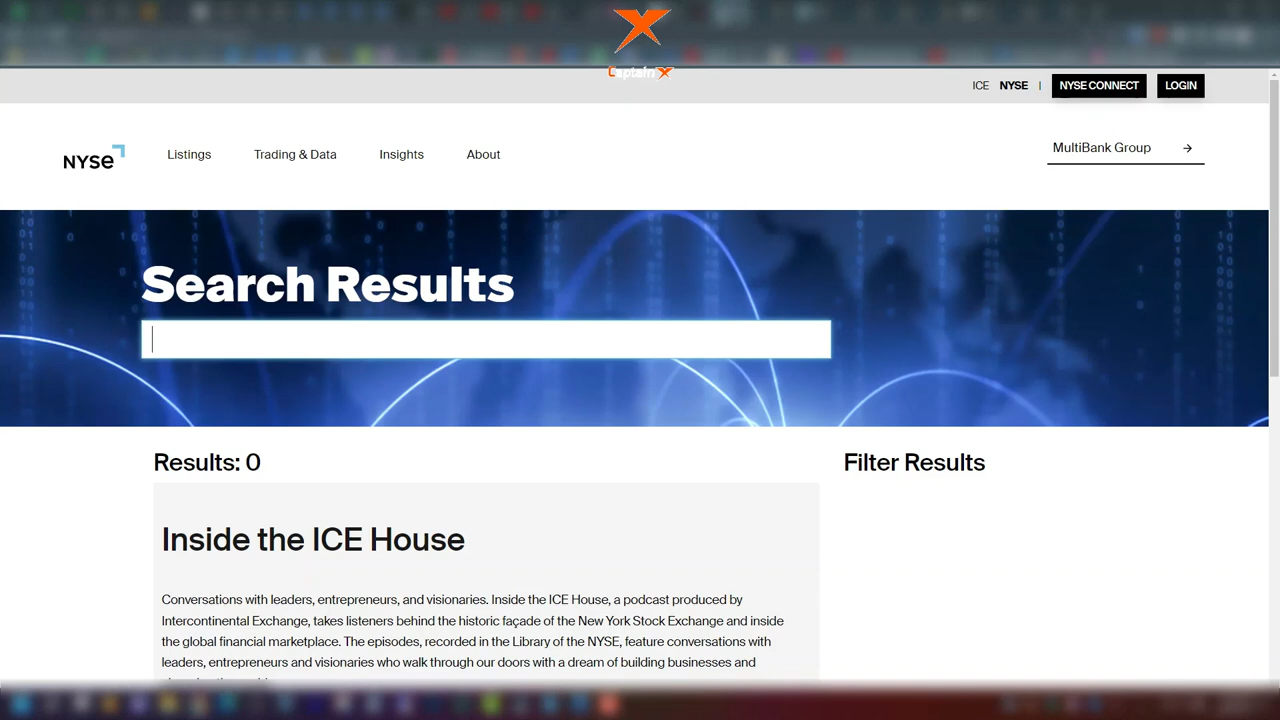 Captain X
ICE NYSE | NYSE CONNECT LOGIN
NYSE Listings Trading & Data Insights About MultiBank Group →
Search Results
Results: 0
Filter Results
Inside the ICE House
Conversations with leaders, entrepreneurs, and visionaries. Inside the ICE House, a podcast produced by
Intercontinental Exchange, takes listeners behind the historic façade of the New York Stock Exchange and inside
the global financial marketplace. The episodes, recorded in the Library of the NYSE, feature conversations with
leaders, entrepreneurs and visionaries who walk through our doors with a dream of building businesses and